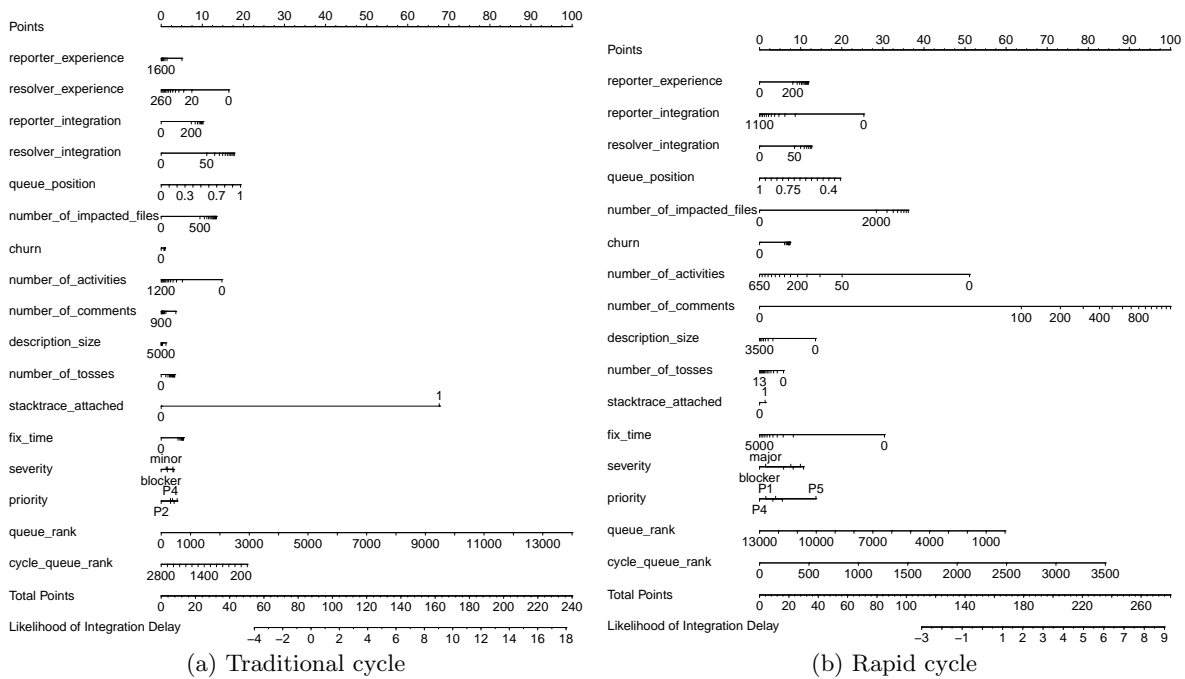 0 10 20 30 40 50 60 70 80 90 100
Points
reporter_experience
1600
resolver_experience
260 20 0
reporter_integration
0 200
resolver_integration
0 50
queue_position
0 0.3 0.7 1
number_of_impacted_files
0 500
churn
0
number_of_activities
1200 0
number_of_comments
900
description_size
5000
number_of_tosses
0
1
stacktrace_attached
0
fix_time
0
minor
severity
blocker
P4
priority
P2
queue_rank
0 1000 3000 5000 7000 9000 11000 13000
cycle_queue_rank
2800 1400 200
Total Points
0 20 40 60 80 100 120 140 160 180 200 220 240
Likelihood of Integration Delay
−4 −2 0 2 4 6 8 10 12 14 16 18
(a) Traditional cycle
0 10 20 30 40 50 60 70 80 90 100
Points
reporter_experience
0 200
reporter_integration
1100 0
resolver_integration
0 50
queue_position
1 0.75 0.4
number_of_impacted_files
0 2000
churn
0
number_of_activities
650 200 50 0
number_of_comments
0 100 200 400 800
description_size
3500 0
number_of_tosses
13 0
1
stacktrace_attached
0
fix_time
5000 0
major
severity
blocker
P1 P5
priority
P4
queue_rank
13000 10000 7000 4000 1000
cycle_queue_rank
0 500 1000 1500 2000 2500 3000 3500
Total Points
0 20 40 60 80 100 140 180 220 260
Likelihood of Integration Delay
−3 −1 1 2 3 4 5 6 7 8 9
(b) Rapid cycle